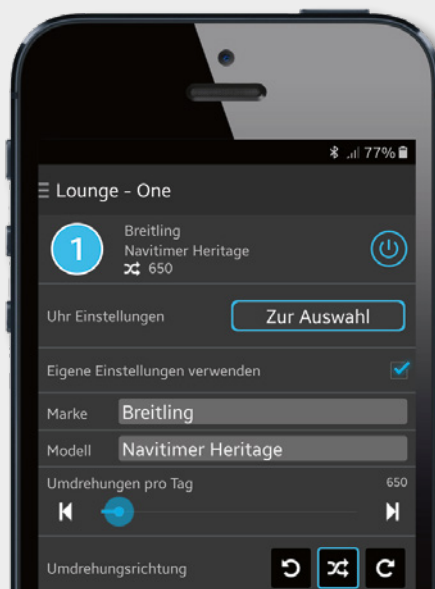 77%
Lounge - One
1
Breitling
Navitimer Heritage
650
Uhr Einstellungen
Zur Auswahl
Eigene Einstellungen verwenden
Marke Breitling
Modell Navitimer Heritage
Umdrehungen pro Tag 650
Umdrehungsrichtung